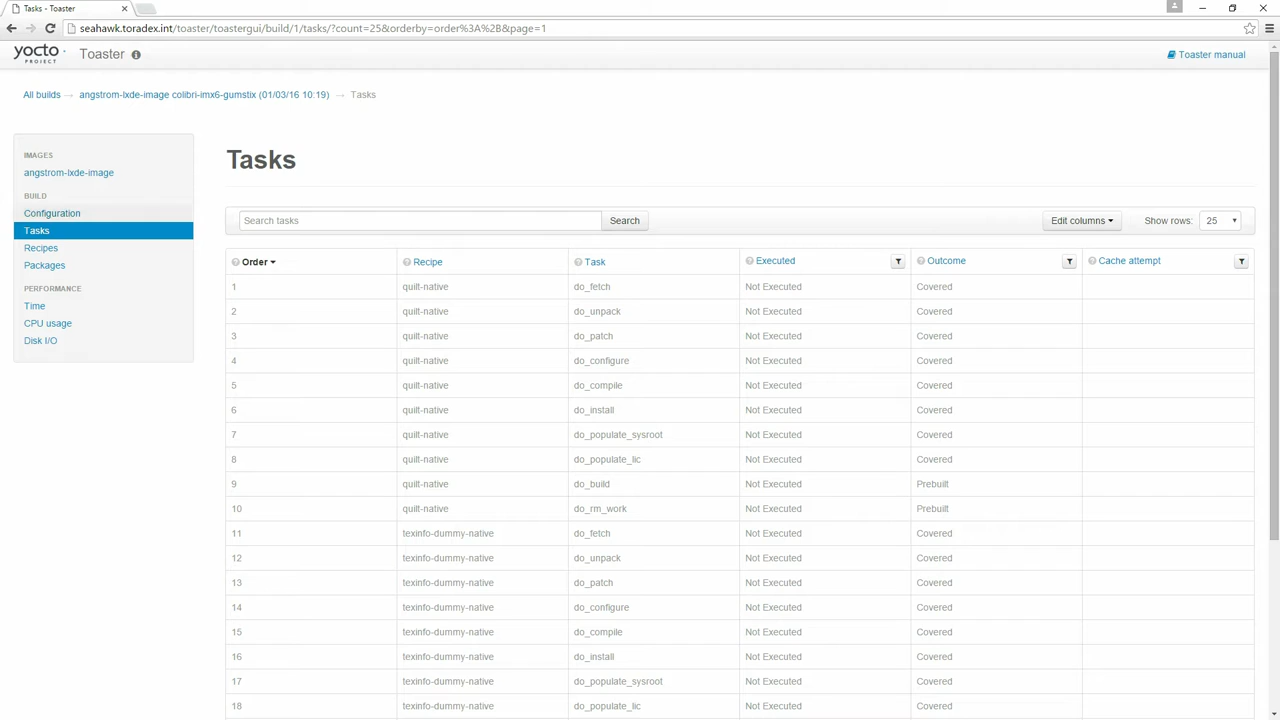 Tasks - Toaster
seahawk.toradex.int/toaster/toastergui/build/1/tasks/?count=25&orderby=order%3A%2B&page=1
yocto PROJECT Toaster Toaster manual
All builds → angstrom-lxde-image colibri-imx6-gumstix (01/03/16 10:19) → Tasks
IMAGES
angstrom-lxde-image
BUILD
Configuration
Tasks
Recipes
Packages
PERFORMANCE
Time
CPU usage
Disk I/O
Tasks
Search tasks Search Edit columns Show rows: 25
Order Recipe Task Executed Outcome Cache attempt
1 quilt-native do_fetch Not Executed Covered
2 quilt-native do_unpack Not Executed Covered
3 quilt-native do_patch Not Executed Covered
4 quilt-native do_configure Not Executed Covered
5 quilt-native do_compile Not Executed Covered
6 quilt-native do_install Not Executed Covered
7 quilt-native do_populate_sysroot Not Executed Covered
8 quilt-native do_populate_lic Not Executed Covered
9 quilt-native do_build Not Executed Prebuilt
10 quilt-native do_rm_work Not Executed Prebuilt
11 texinfo-dummy-native do_fetch Not Executed Covered
12 texinfo-dummy-native do_unpack Not Executed Covered
13 texinfo-dummy-native do_patch Not Executed Covered
14 texinfo-dummy-native do_configure Not Executed Covered
15 texinfo-dummy-native do_compile Not Executed Covered
16 texinfo-dummy-native do_install Not Executed Covered
17 texinfo-dummy-native do_populate_sysroot Not Executed Covered
18 texinfo-dummy-native do_populate_lic Not Executed Covered